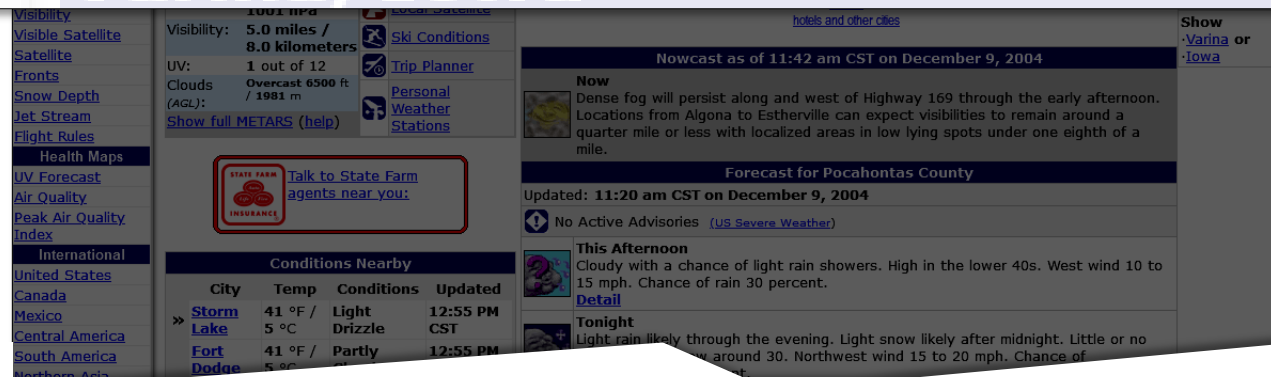 Visibility
Visible Satellite
Satellite
Fronts
Snow Depth
Jet Stream
Flight Rules
Health Maps
UV Forecast
Air Quality
Peak Air Quality
Index
International
United States
Canada
Mexico
Central America
South America
Northern Asia
1001 hPa
Visibility: 5.0 miles /
8.0 kilometers
UV: 1 out of 12
Clouds Overcast 6500 ft
(AGL): / 1981 m
Show full METARS (help)
Local Satellite
Ski Conditions
Trip Planner
Personal
Weather
Stations
STATE FARM
INSURANCE
Talk to State Farm
agents near you:
Conditions Nearby
City Temp Conditions Updated
» Storm Lake 41 °F / 5 °C Light Drizzle 12:55 PM CST
Fort Dodge 41 °F / 5 °C Partly 12:55 PM
hotels and other cities
Nowcast as of 11:42 am CST on December 9, 2004
Now
Dense fog will persist along and west of Highway 169 through the early afternoon.
Locations from Algona to Estherville can expect visibilities to remain around a
quarter mile or less with localized areas in low lying spots under one eighth of a
mile.
Forecast for Pocahontas County
Updated: 11:20 am CST on December 9, 2004
No Active Advisories (US Severe Weather)
This Afternoon
Cloudy with a chance of light rain showers. High in the lower 40s. West wind 10 to
15 mph. Chance of rain 30 percent.
Detail
Tonight
Light rain likely through the evening. Light snow likely after midnight. Little or no
around 30. Northwest wind 15 to 20 mph. Chance of
Show
·Varina or
·Iowa